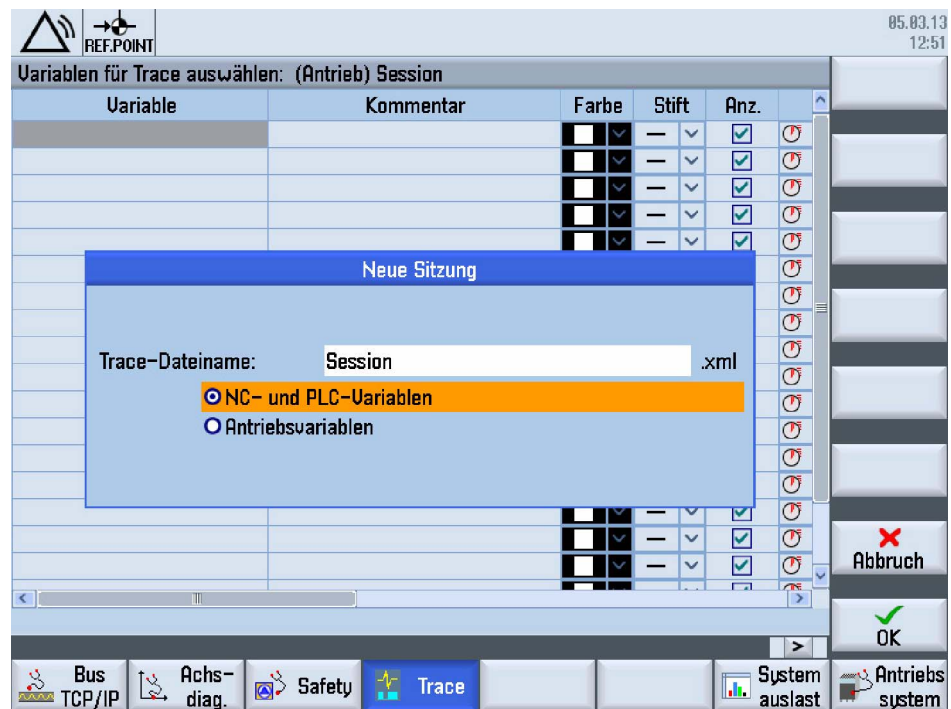 REF.POINT
05.03.13
12:51
Variablen für Trace auswählen: (Antrieb) Session
Variable Kommentar Farbe Stift Anz.
Neue Sitzung
Trace-Dateiname: Session .xml
NC- und PLC-Variablen
Antriebsvariablen
Abbruch
OK
>
Bus TCP/IP
Achs- diag.
Safety
Trace
System auslast
Antriebs system